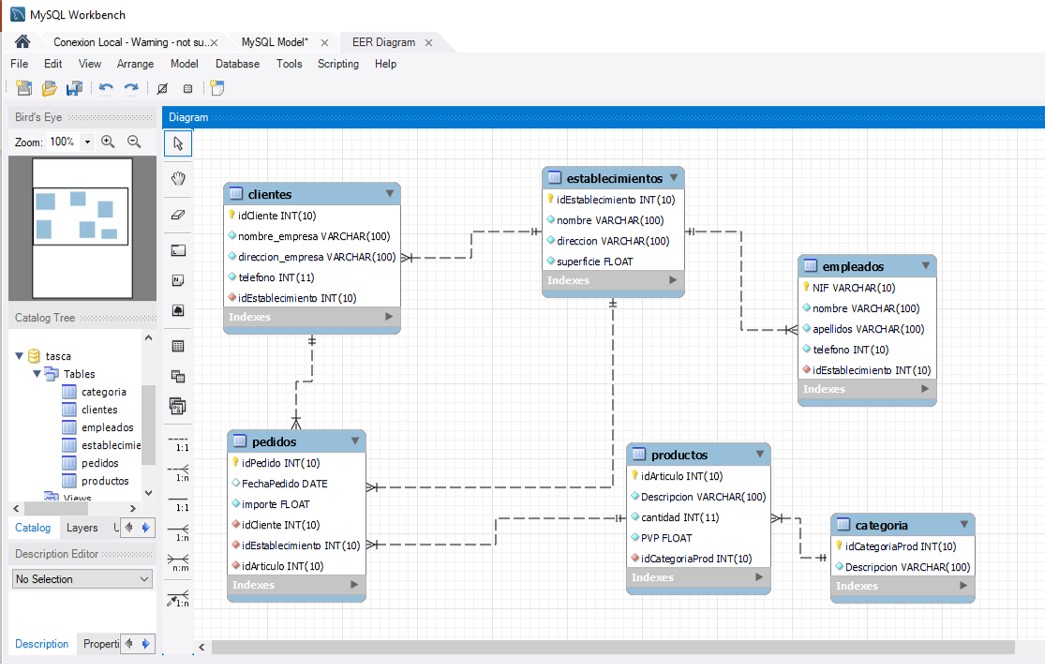 MySQL Workbench
Conexion Local - Warning - not su...
MySQL Model*
EER Diagram
File Edit View Arrange Model Database Tools Scripting Help
Bird's Eye
Zoom: 100%
Diagram
clientes
idCliente INT(10)
nombre_empresa VARCHAR(100)
direccion_empresa VARCHAR(100)
telefono INT(11)
idEstablecimiento INT(10)
Indexes
establecimientos
idEstablecimiento INT(10)
nombre VARCHAR(100)
direccion VARCHAR(100)
superficie FLOAT
Indexes
empleados
NIF VARCHAR(10)
nombre VARCHAR(100)
apellidos VARCHAR(100)
telefono INT(10)
idEstablecimiento INT(10)
Indexes
pedidos
idPedido INT(10)
FechaPedido DATE
importe FLOAT
idCliente INT(10)
idEstablecimiento INT(10)
idArticulo INT(10)
Indexes
productos
idArticulo INT(10)
Descripcion VARCHAR(100)
cantidad INT(11)
PVP FLOAT
idCategoriaProd INT(10)
Indexes
categoria
idCategoriaProd INT(10)
Descripcion VARCHAR(100)
Indexes
Catalog Tree
tasca
Tables
categoria
clientes
empleados
establecimie
pedidos
productos
Views
Catalog Layers U
Description Editor
No Selection
Description Properti
1:1
1:n
1:1
1:n
n:m
1:n